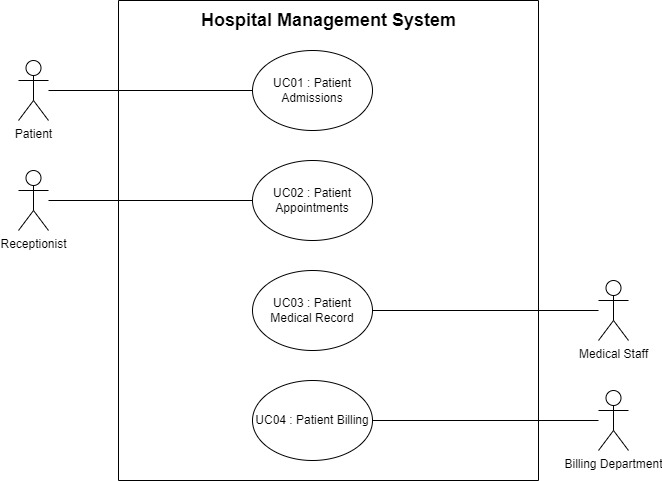 Hospital Management System
UC01 : Patient
Admissions
Patient
UC02 : Patient
Appointments
Receptionist
UC03 : Patient
Medical Record
Medical Staff
UC04 : Patient Billing
Billing Department